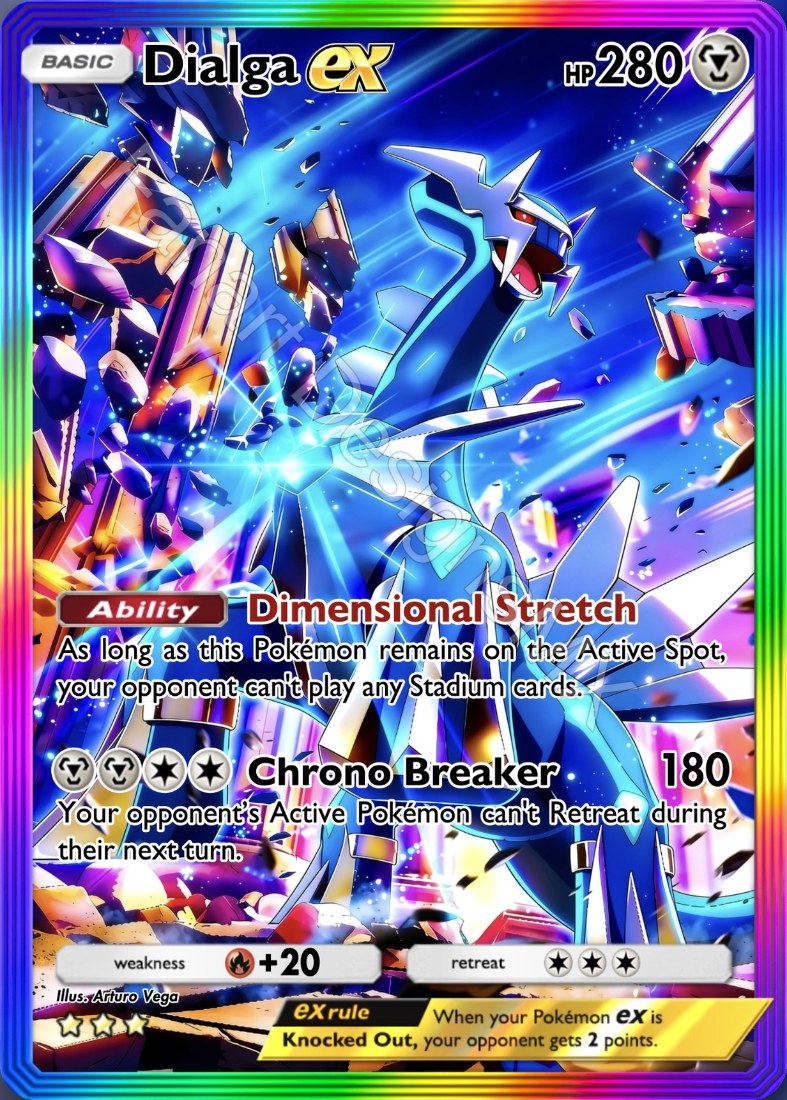 BASIC Dialga ex HP 280
Ability Dimensional Stretch
As long as this Pokémon remains on the Active Spot,
your opponent can't play any Stadium cards.
Chrono Breaker 180
Your opponent's Active Pokémon can't Retreat during
their next turn.
weakness +20 retreat
Illus. Arturo Vega
ex rule When your Pokémon ex is
Knocked Out, your opponent gets 2 points.